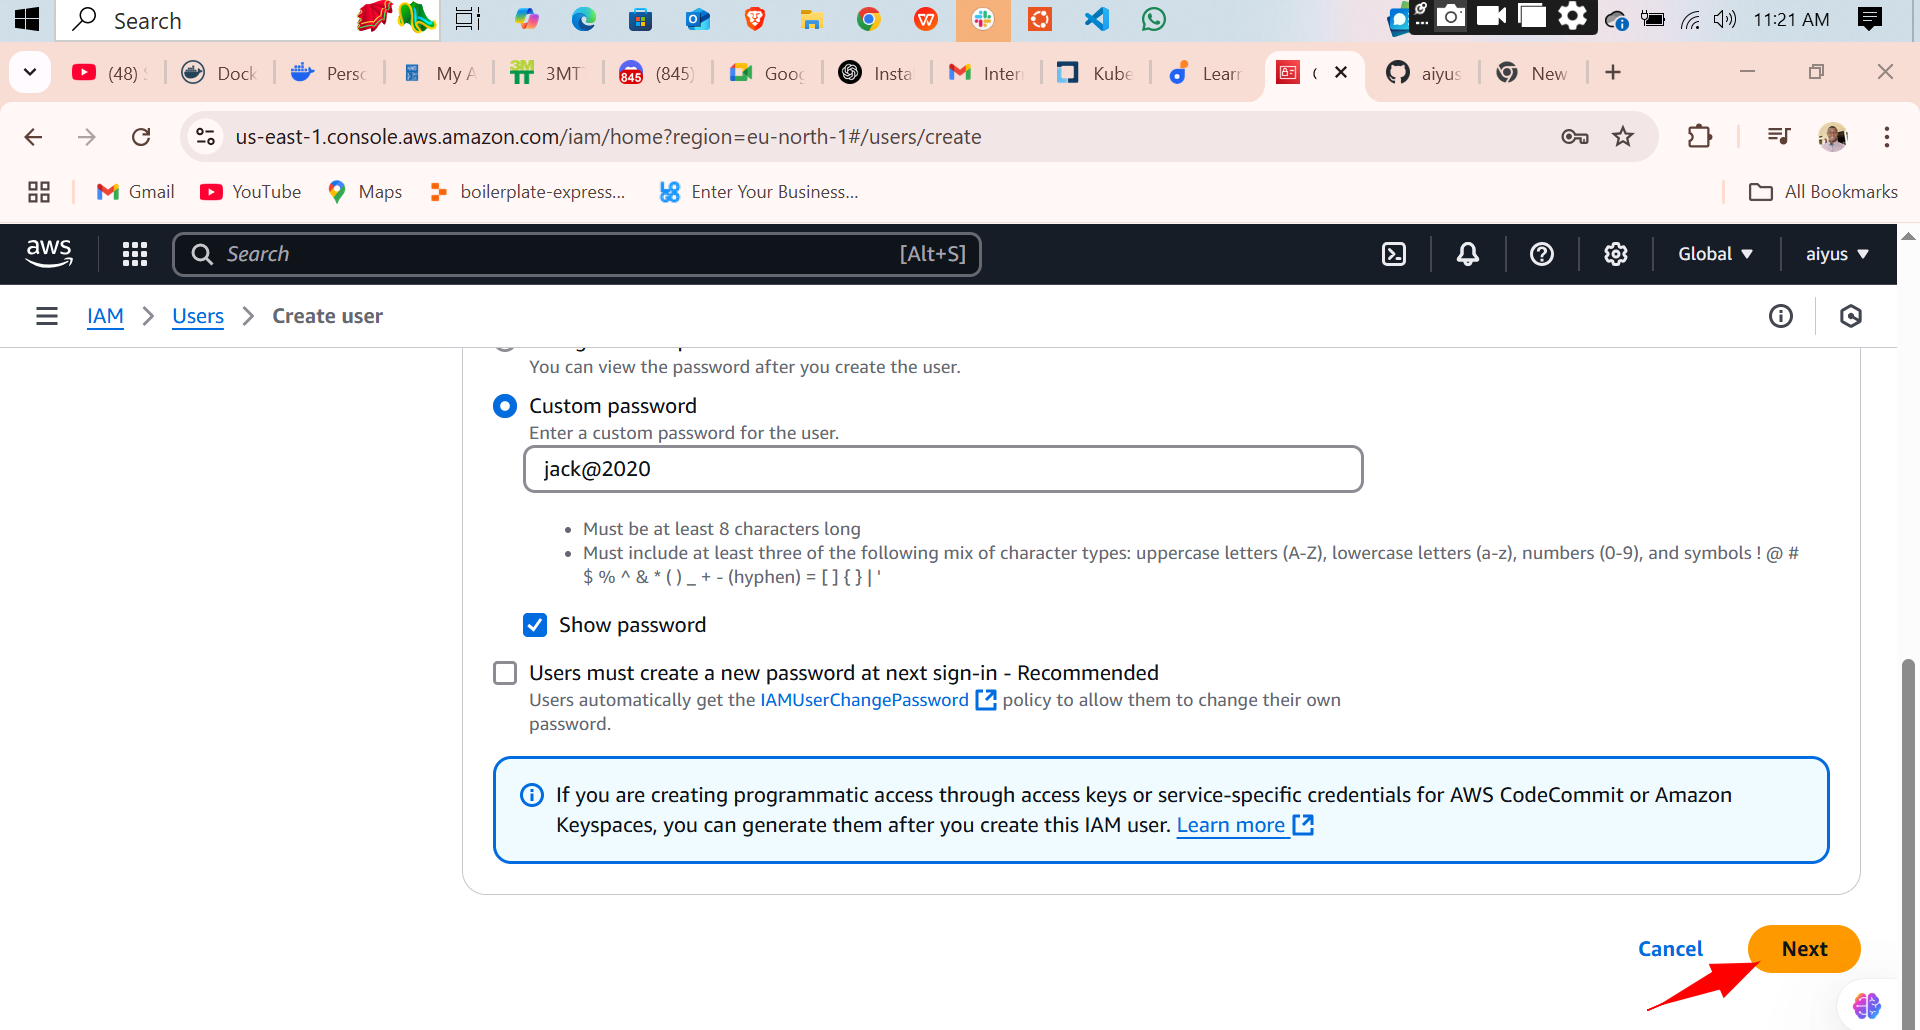 Search
11:21 AM
(48)
Dock
Perso
My A
3MT
845
(845)
Goog
Insta
Inter
Kube
Learn
aiyus
New
us-east-1.console.aws.amazon.com/iam/home?region=eu-north-1#/users/create
Gmail
YouTube
Maps
boilerplate-express...
Enter Your Business...
All Bookmarks
aws
Search
[Alt+S]
Global
aiyus
IAM
Users
Create user
You can view the password after you create the user.
Custom password
Enter a custom password for the user.
jack@2020
• Must be at least 8 characters long
• Must include at least three of the following mix of character types: uppercase letters (A-Z), lowercase letters (a-z), numbers (0-9), and symbols ! @ #
$ % ^ & * ( ) _ + - (hyphen) = [ ] { } | '
Show password
Users must create a new password at next sign-in - Recommended
Users automatically get the IAMUserChangePassword policy to allow them to change their own
password.
If you are creating programmatic access through access keys or service-specific credentials for AWS CodeCommit or Amazon
Keyspaces, you can generate them after you create this IAM user. Learn more
Cancel
Next